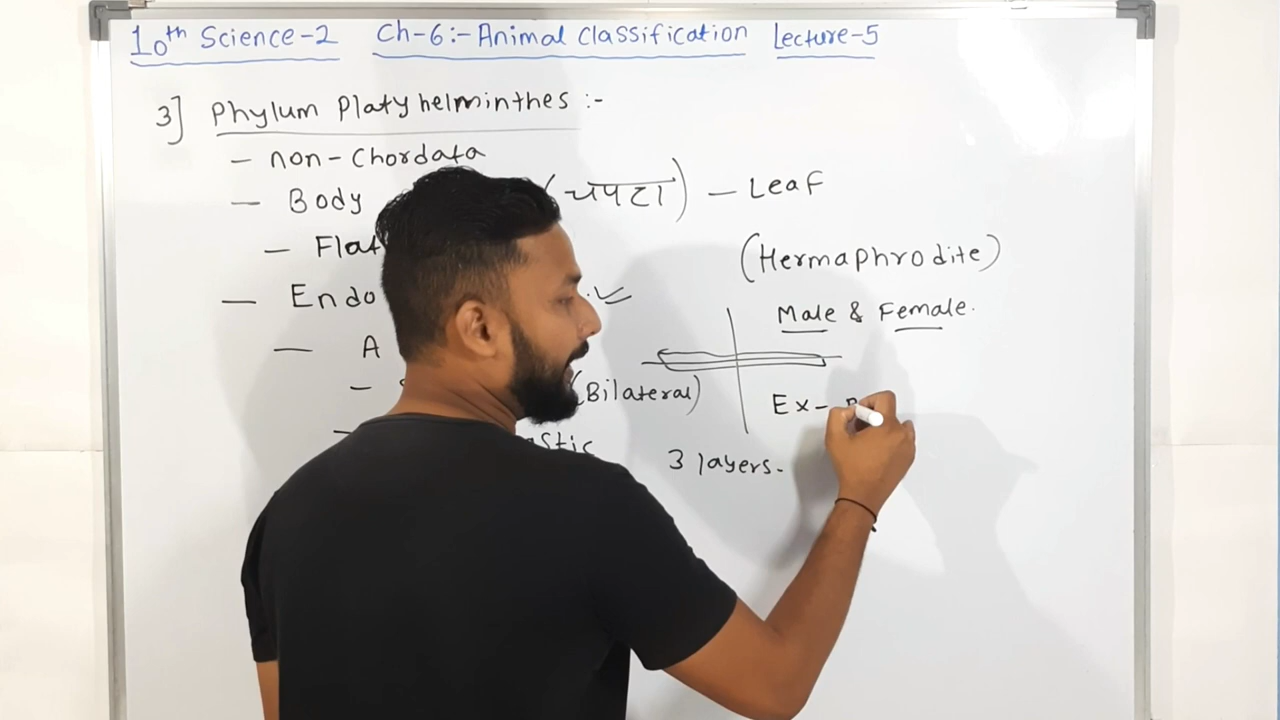 10th Science-2 Ch-6:- Animal Classification Lecture-5
3] Phylum Platyhelminthes :-
- non-Chordata
- Body (चपटा) - Leaf
- Flat
(Hermaphrodite)
- Endo
Male & Female.
- A
- (Bilateral)
Ex-
3 layers.